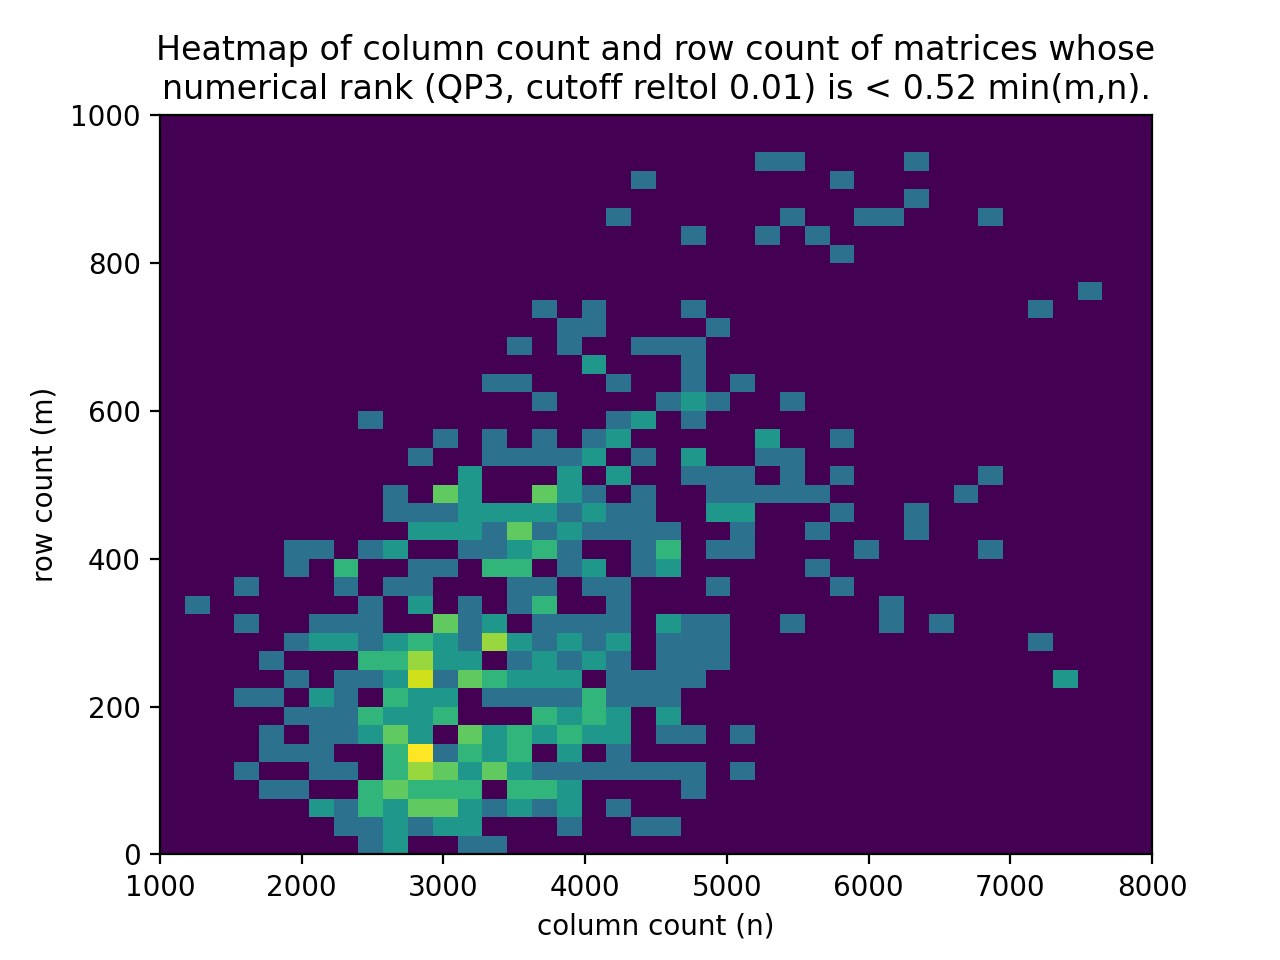 Heatmap of column count and row count of matrices whose
numerical rank (QP3, cutoff reltol 0.01) is < 0.52 min(m,n).
1000
800
600
400
200
0
row count (m)
1000 2000 3000 4000 5000 6000 7000 8000
column count (n)